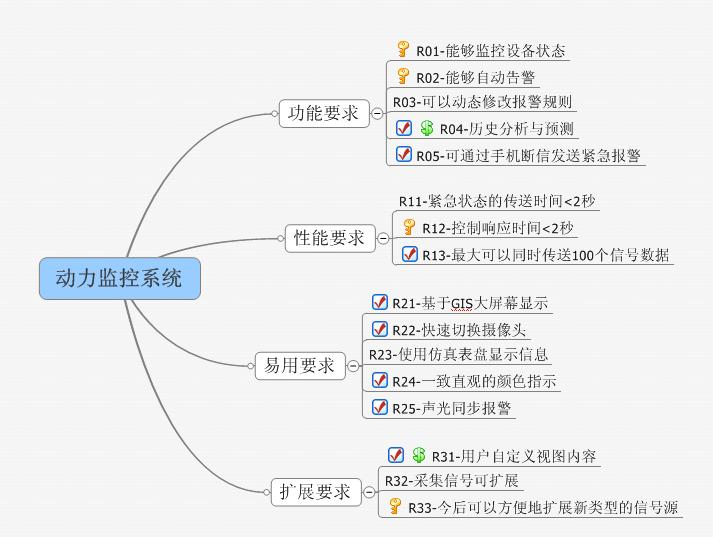 动力监控系统
功能要求
R01-能够监控设备状态
R02-能够自动告警
R03-可以动态修改报警规则
R04-历史分析与预测
R05-可通过手机断信发送紧急报警
性能要求
R11-紧急状态的传送时间<2秒
R12-控制响应时间<2秒
R13-最大可以同时传送100个信号数据
易用要求
R21-基于GIS大屏幕显示
R22-快速切换摄像头
R23-使用仿真表盘显示信息
R24-一致直观的颜色指示
R25-声光同步报警
扩展要求
R31-用户自定义视图内容
R32-采集信号可扩展
R33-今后可以方便地扩展新类型的信号源